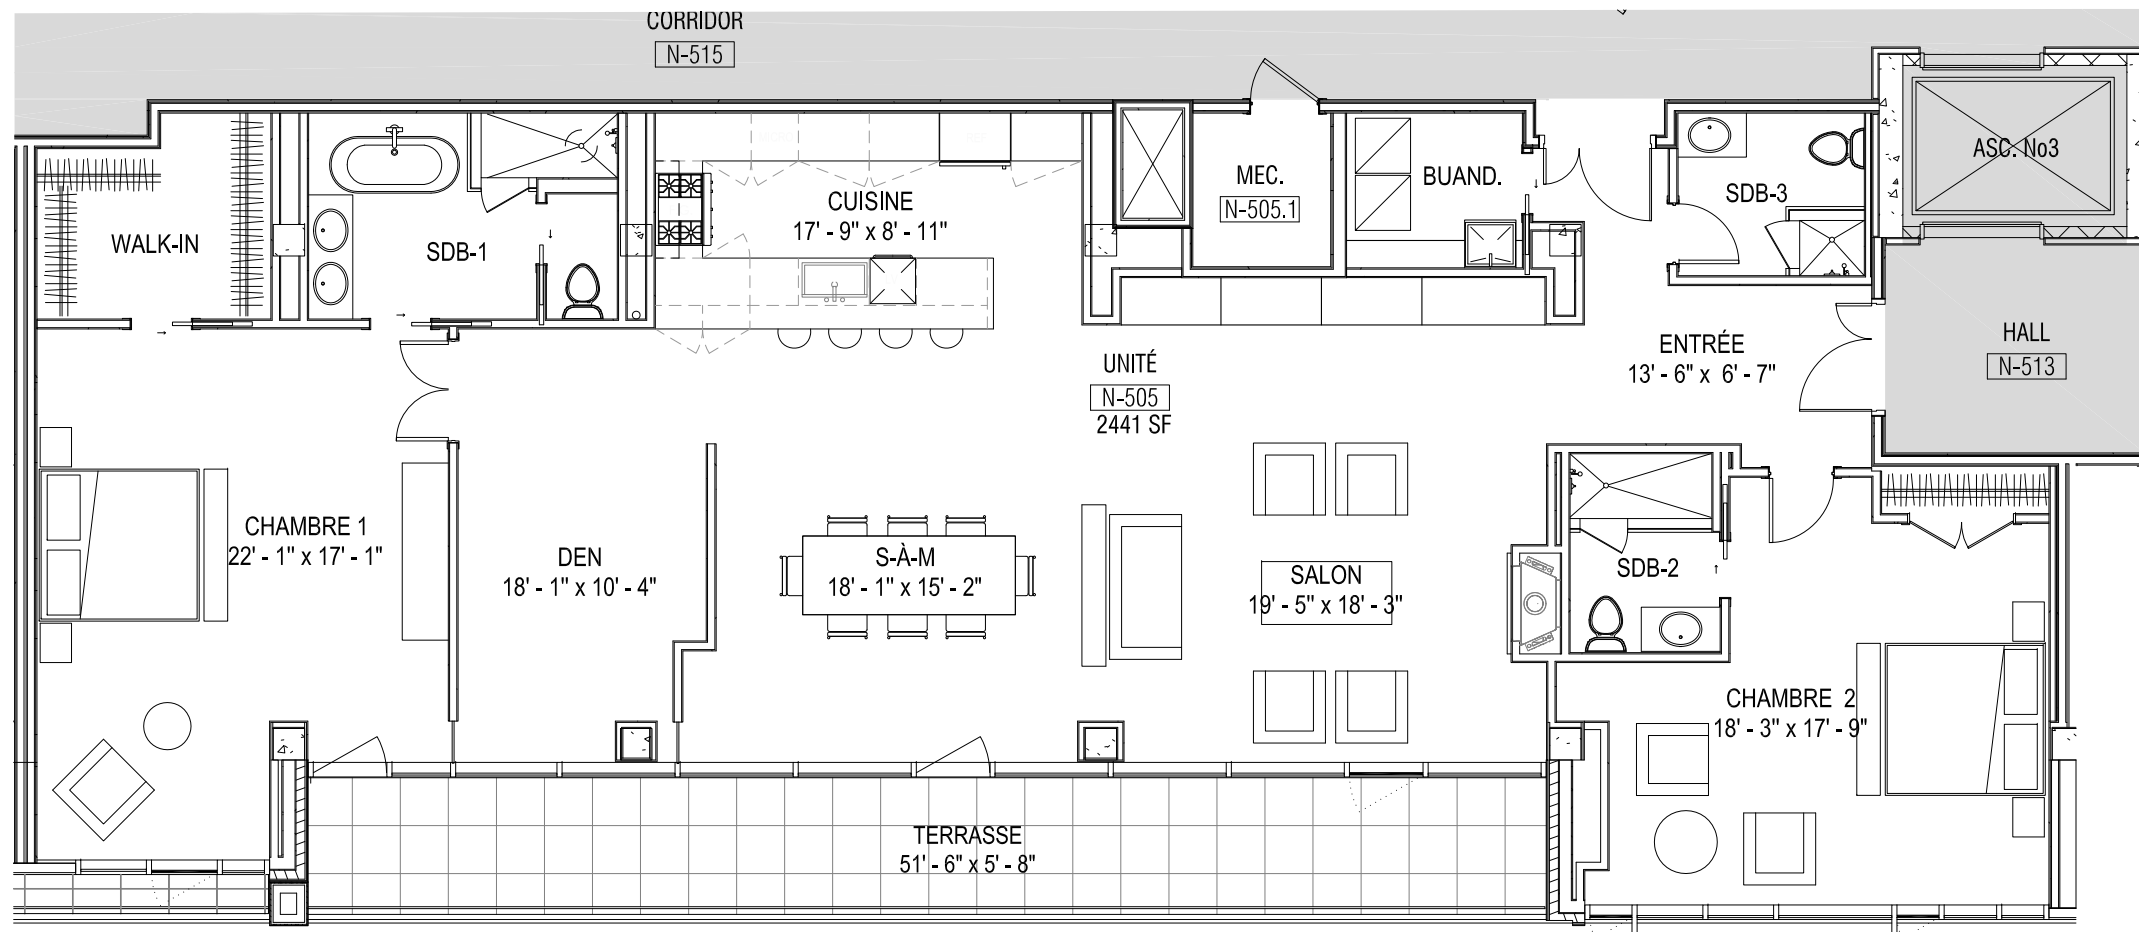 CORRIDOR
N-515
ASC. No3
MEC.
N-505.1
BUAND.
SDB-3
CUISINE
17' - 9" x 8' - 11"
WALK-IN
SDB-1
HALL
N-513
ENTRÉE
13' - 6" x 6' - 7"
UNITÉ
N-505
2441 SF
CHAMBRE 1
22' - 1" x 17' - 1"
DEN
18' - 1" x 10' - 4"
S-À-M
18' - 1" x 15' - 2"
SALON
19' - 5" x 18' - 3"
SDB-2
CHAMBRE 2
18' - 3" x 17' - 9"
TERRASSE
51' - 6" x 5' - 8"